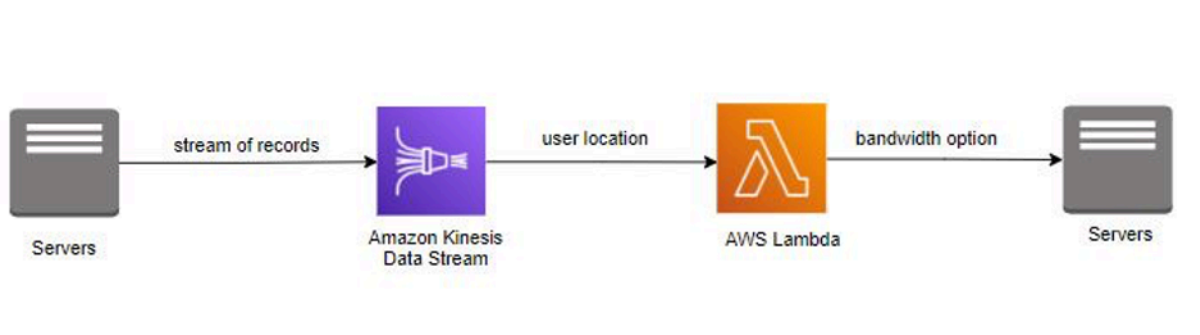 stream of records
user location
bandwidth option
Servers
Amazon Kinesis
Data Stream
AWS Lambda
Servers